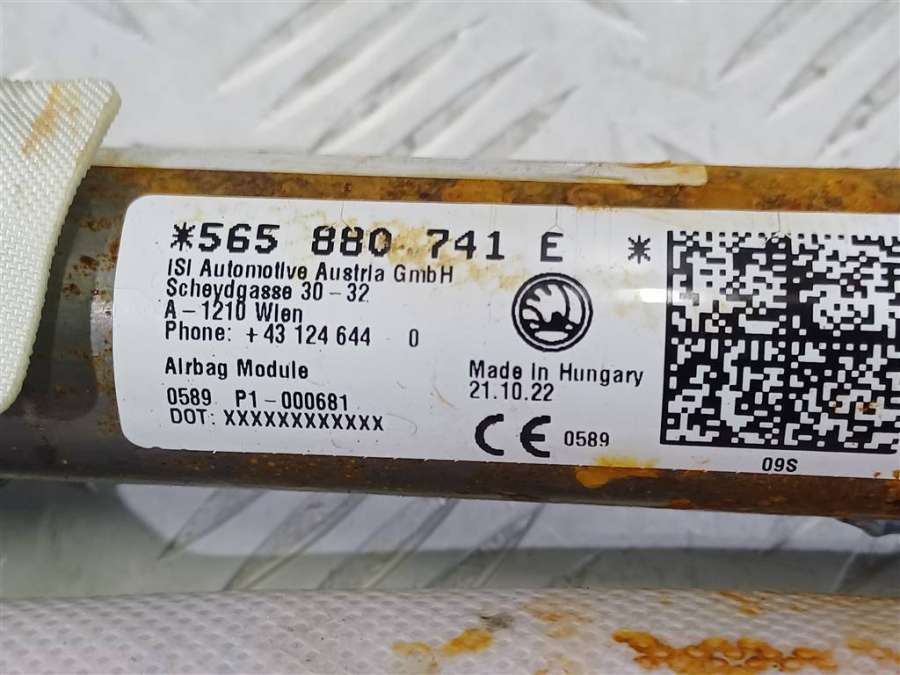 *565 880 741 E *
ISI Automotive Austria GmbH
Scheydgasse 30-32
A-1210 Wien
Phone: +43 124 644 0
Airbag Module
0589 P1-000681
DOT: XXXXXXXXXXXX
Made In Hungary
21.10.22
CE 0589
09S